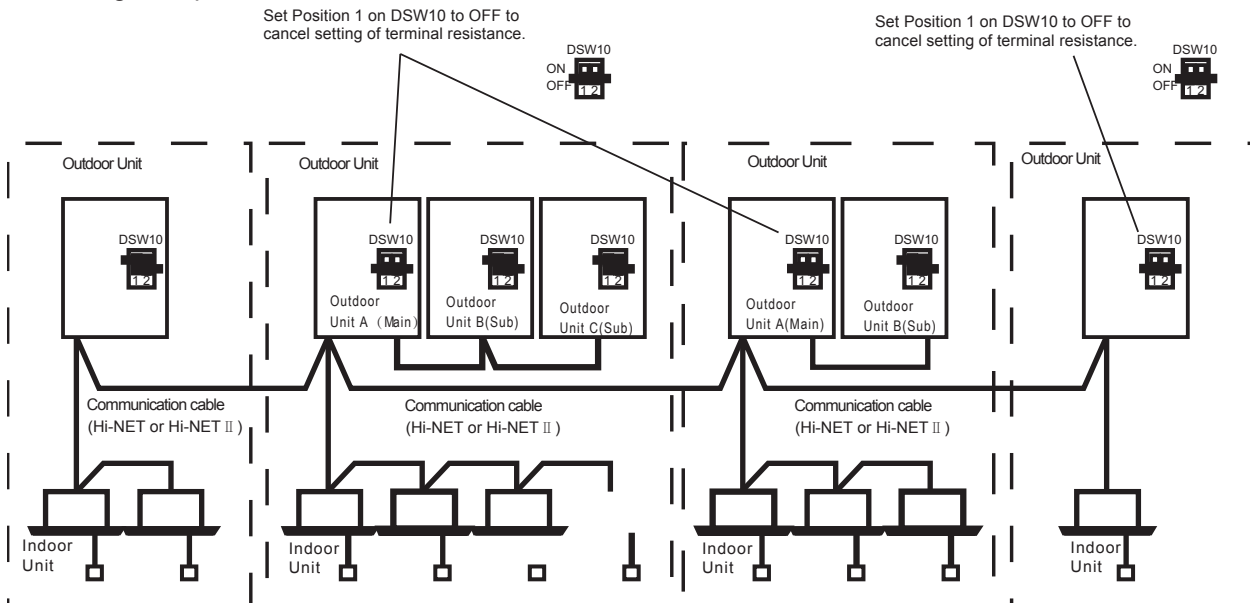 Set Position 1 on DSW10 to OFF to
cancel setting of terminal resistance.
DSW10
ON
OFF
1 2
Set Position 1 on DSW10 to OFF to
cancel setting of terminal resistance.
DSW10
ON
OFF
1 2
Outdoor Unit
Outdoor Unit
Outdoor Unit
Outdoor Unit
DSW10
1 2
DSW10
1 2
DSW10
1 2
DSW10
1 2
DSW10
1 2
DSW10
1 2
DSW10
1 2
Outdoor
Unit A (Main)
Outdoor
Unit B(Sub)
Outdoor
Unit C(Sub)
Outdoor
Unit A(Main)
Outdoor
Unit B(Sub)
Communication cable
(Hi-NET or Hi-NET Ⅱ)
Communication cable
(Hi-NET or Hi-NET Ⅱ)
Communication cable
(Hi-NET or Hi-NET Ⅱ)
Indoor
Unit
Indoor
Unit
Indoor
Unit
Indoor
Unit